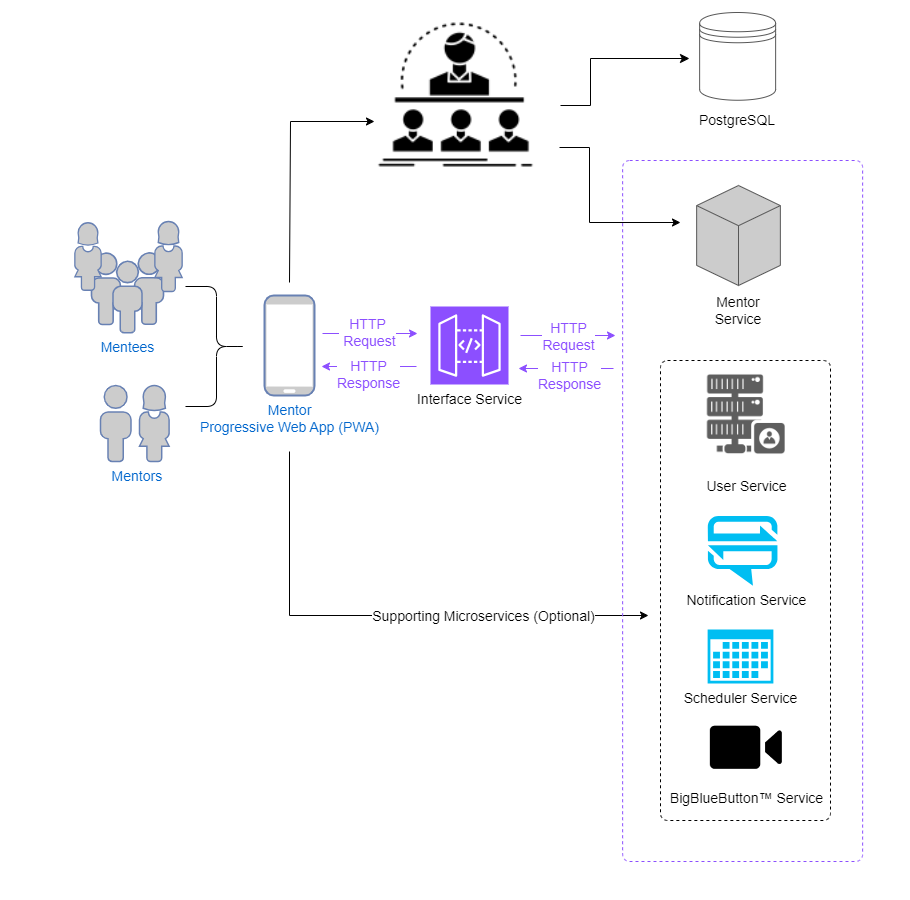 PostgreSQL
Mentor
Service
Mentees
Mentors
Mentor
Progressive Web App (PWA)
HTTP
Request
HTTP
Response
Interface Service
HTTP
Request
HTTP
Response
User Service
Notification Service
Supporting Microservices (Optional)
Scheduler Service
BigBlueButton™ Service